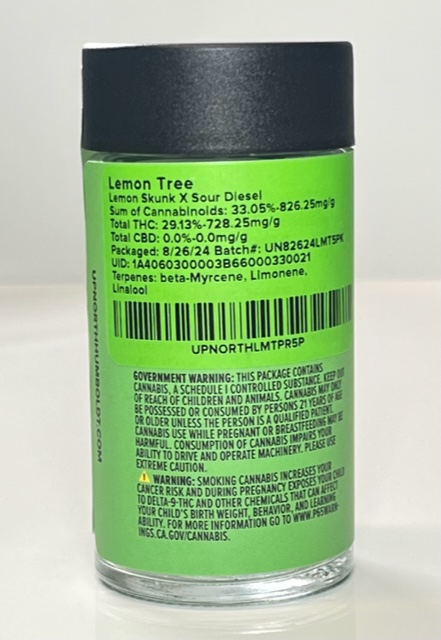 Lemon Tree
Lemon Skunk X Sour Diesel
Sum of Cannabinoids: 33.05%-826.25mg/g
Total THC: 29.13%-728.25mg/g
Total CBD: 0.0%-0.0mg/g
Packaged: 8/26/24 Batch#: UN82624LMT5PK
UID: 1A4060300003B66000330021
Terpenes: beta-Myrcene, LImonene,
Linalool
UPNORTHLMTPR5P
GOVERNMENT WARNING: THIS PACKAGE CONTAINS
CANNABIS, A SCHEDULE I CONTROLLED SUBSTANCE. KEEP OUT
OF REACH OF CHILDREN AND ANIMALS. CANNABIS MAY ONLY
BE POSSESSED OR CONSUMED BY PERSONS 21 YEARS OF AGE
OR OLDER UNLESS THE PERSON IS A QUALIFIED PATIENT.
CANNABIS USE WHILE PREGNANT OR BREASTFEEDING MAY BE
HARMFUL. CONSUMPTION OF CANNABIS IMPAIRS YOUR
ABILITY TO DRIVE AND OPERATE MACHINERY. PLEASE USE
EXTREME CAUTION.
WARNING: SMOKING CANNABIS INCREASES YOUR
CANCER RISK AND DURING PREGNANCY EXPOSES YOUR CHILD
TO DELTA-9-THC AND OTHER CHEMICALS THAT CAN AFFECT
YOUR CHILD'S BIRTH WEIGHT, BEHAVIOR, AND LEARNING
ABILITY. FOR MORE INFORMATION GO TO WWW.P65WARN-
INGS.CA.GOV/CANNABIS.
UPNORTHHUMBOLDT.COM